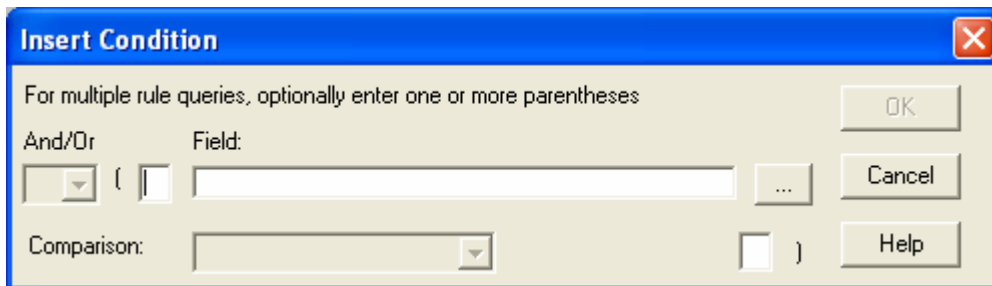 Insert Condition
For multiple rule queries, optionally enter one or more parentheses
OK
And/Or Field:
(
...
Cancel
Comparison:
)
Help